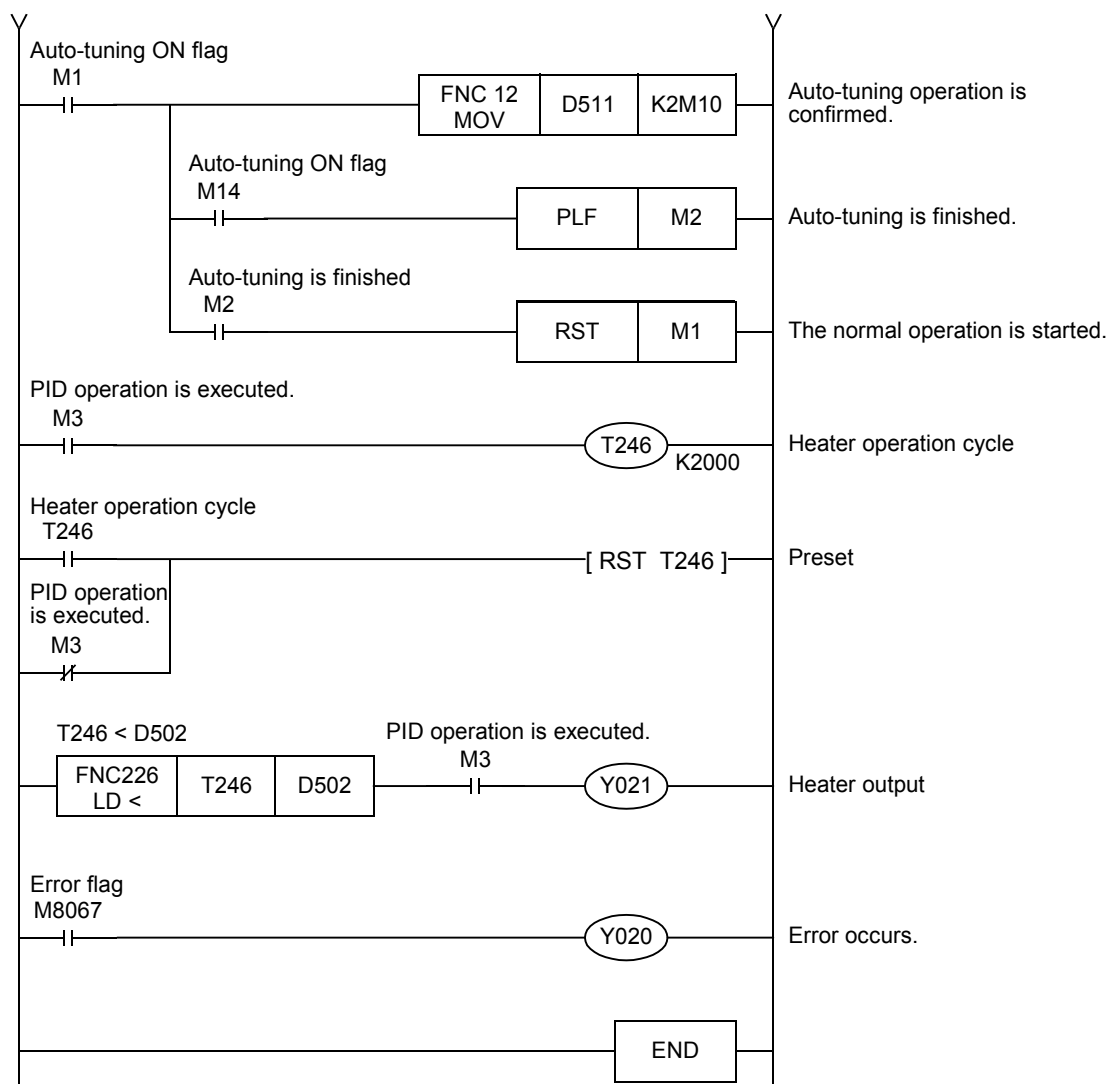 Auto-tuning ON flag
M1
FNC 12
MOV
D511
K2M10
Auto-tuning operation is
confirmed.
Auto-tuning ON flag
M14
PLF
M2
Auto-tuning is finished.
Auto-tuning is finished
M2
RST
M1
The normal operation is started.
PID operation is executed.
M3
T246
K2000
Heater operation cycle
Heater operation cycle
T246
[ RST T246 ]
Preset
PID operation
is executed.
M3
T246 < D502
FNC226
LD <
T246
D502
PID operation is executed.
M3
Y021
Heater output
Error flag
M8067
Y020
Error occurs.
END